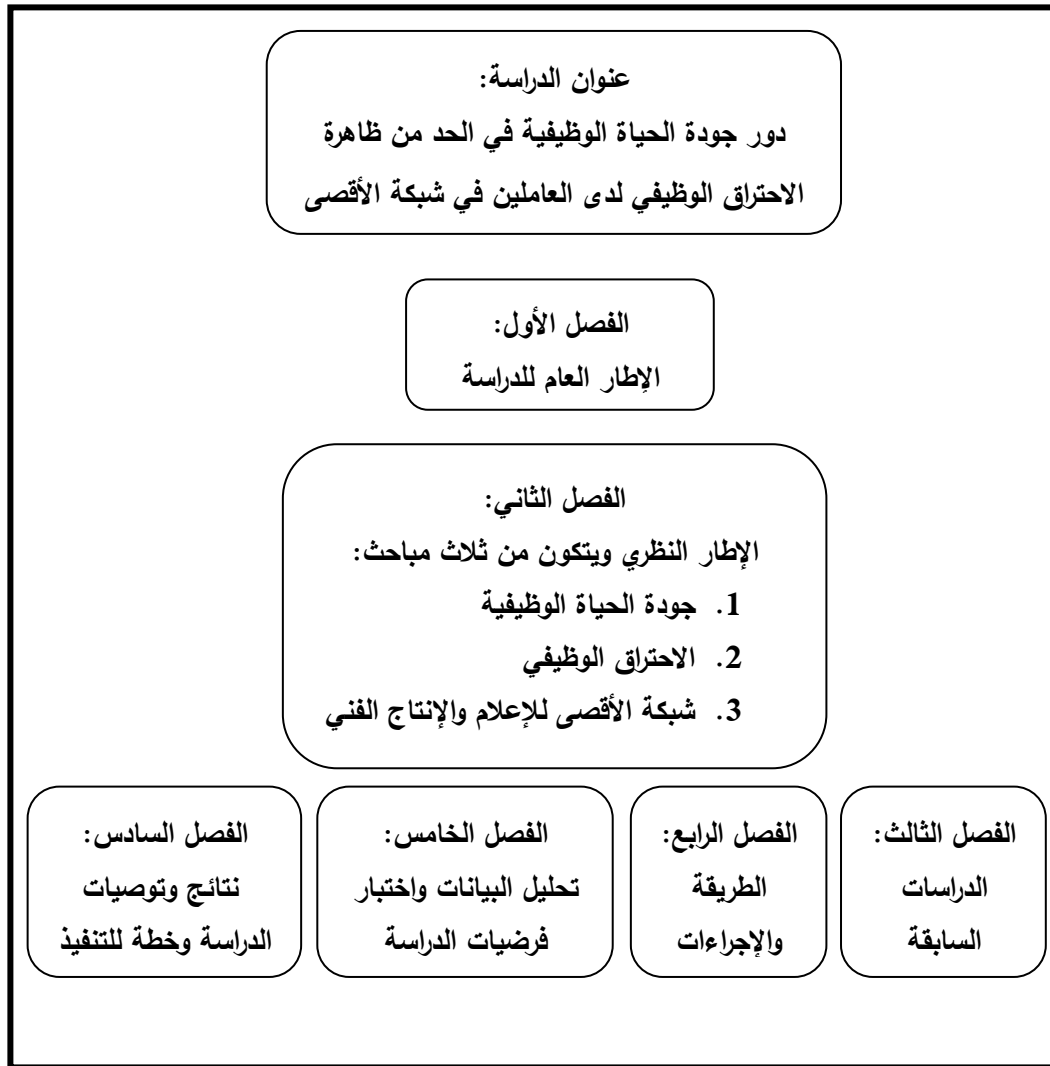 عنوان الدراسة:
دور جودة الحياة الوظيفية في الحد من ظاهرة
الاحتراق الوظيفي لدى العاملين في شبكة الأقصى
الفصل الأول:
الإطار العام للدراسة
الفصل الثاني:
الإطار النظري ويتكون من ثلاث مباحث:
1. جودة الحياة الوظيفية
2. الاحتراق الوظيفي
3. شبكة الأقصى للإعلام والإنتاج الفني
الفصل الثالث:
الدراسات
السابقة
الفصل الرابع:
الطريقة
والإجراءات
الفصل الخامس:
تحليل البيانات واختبار
فرضيات الدراسة
الفصل السادس:
نتائج وتوصيات
الدراسة وخطة للتنفيذ